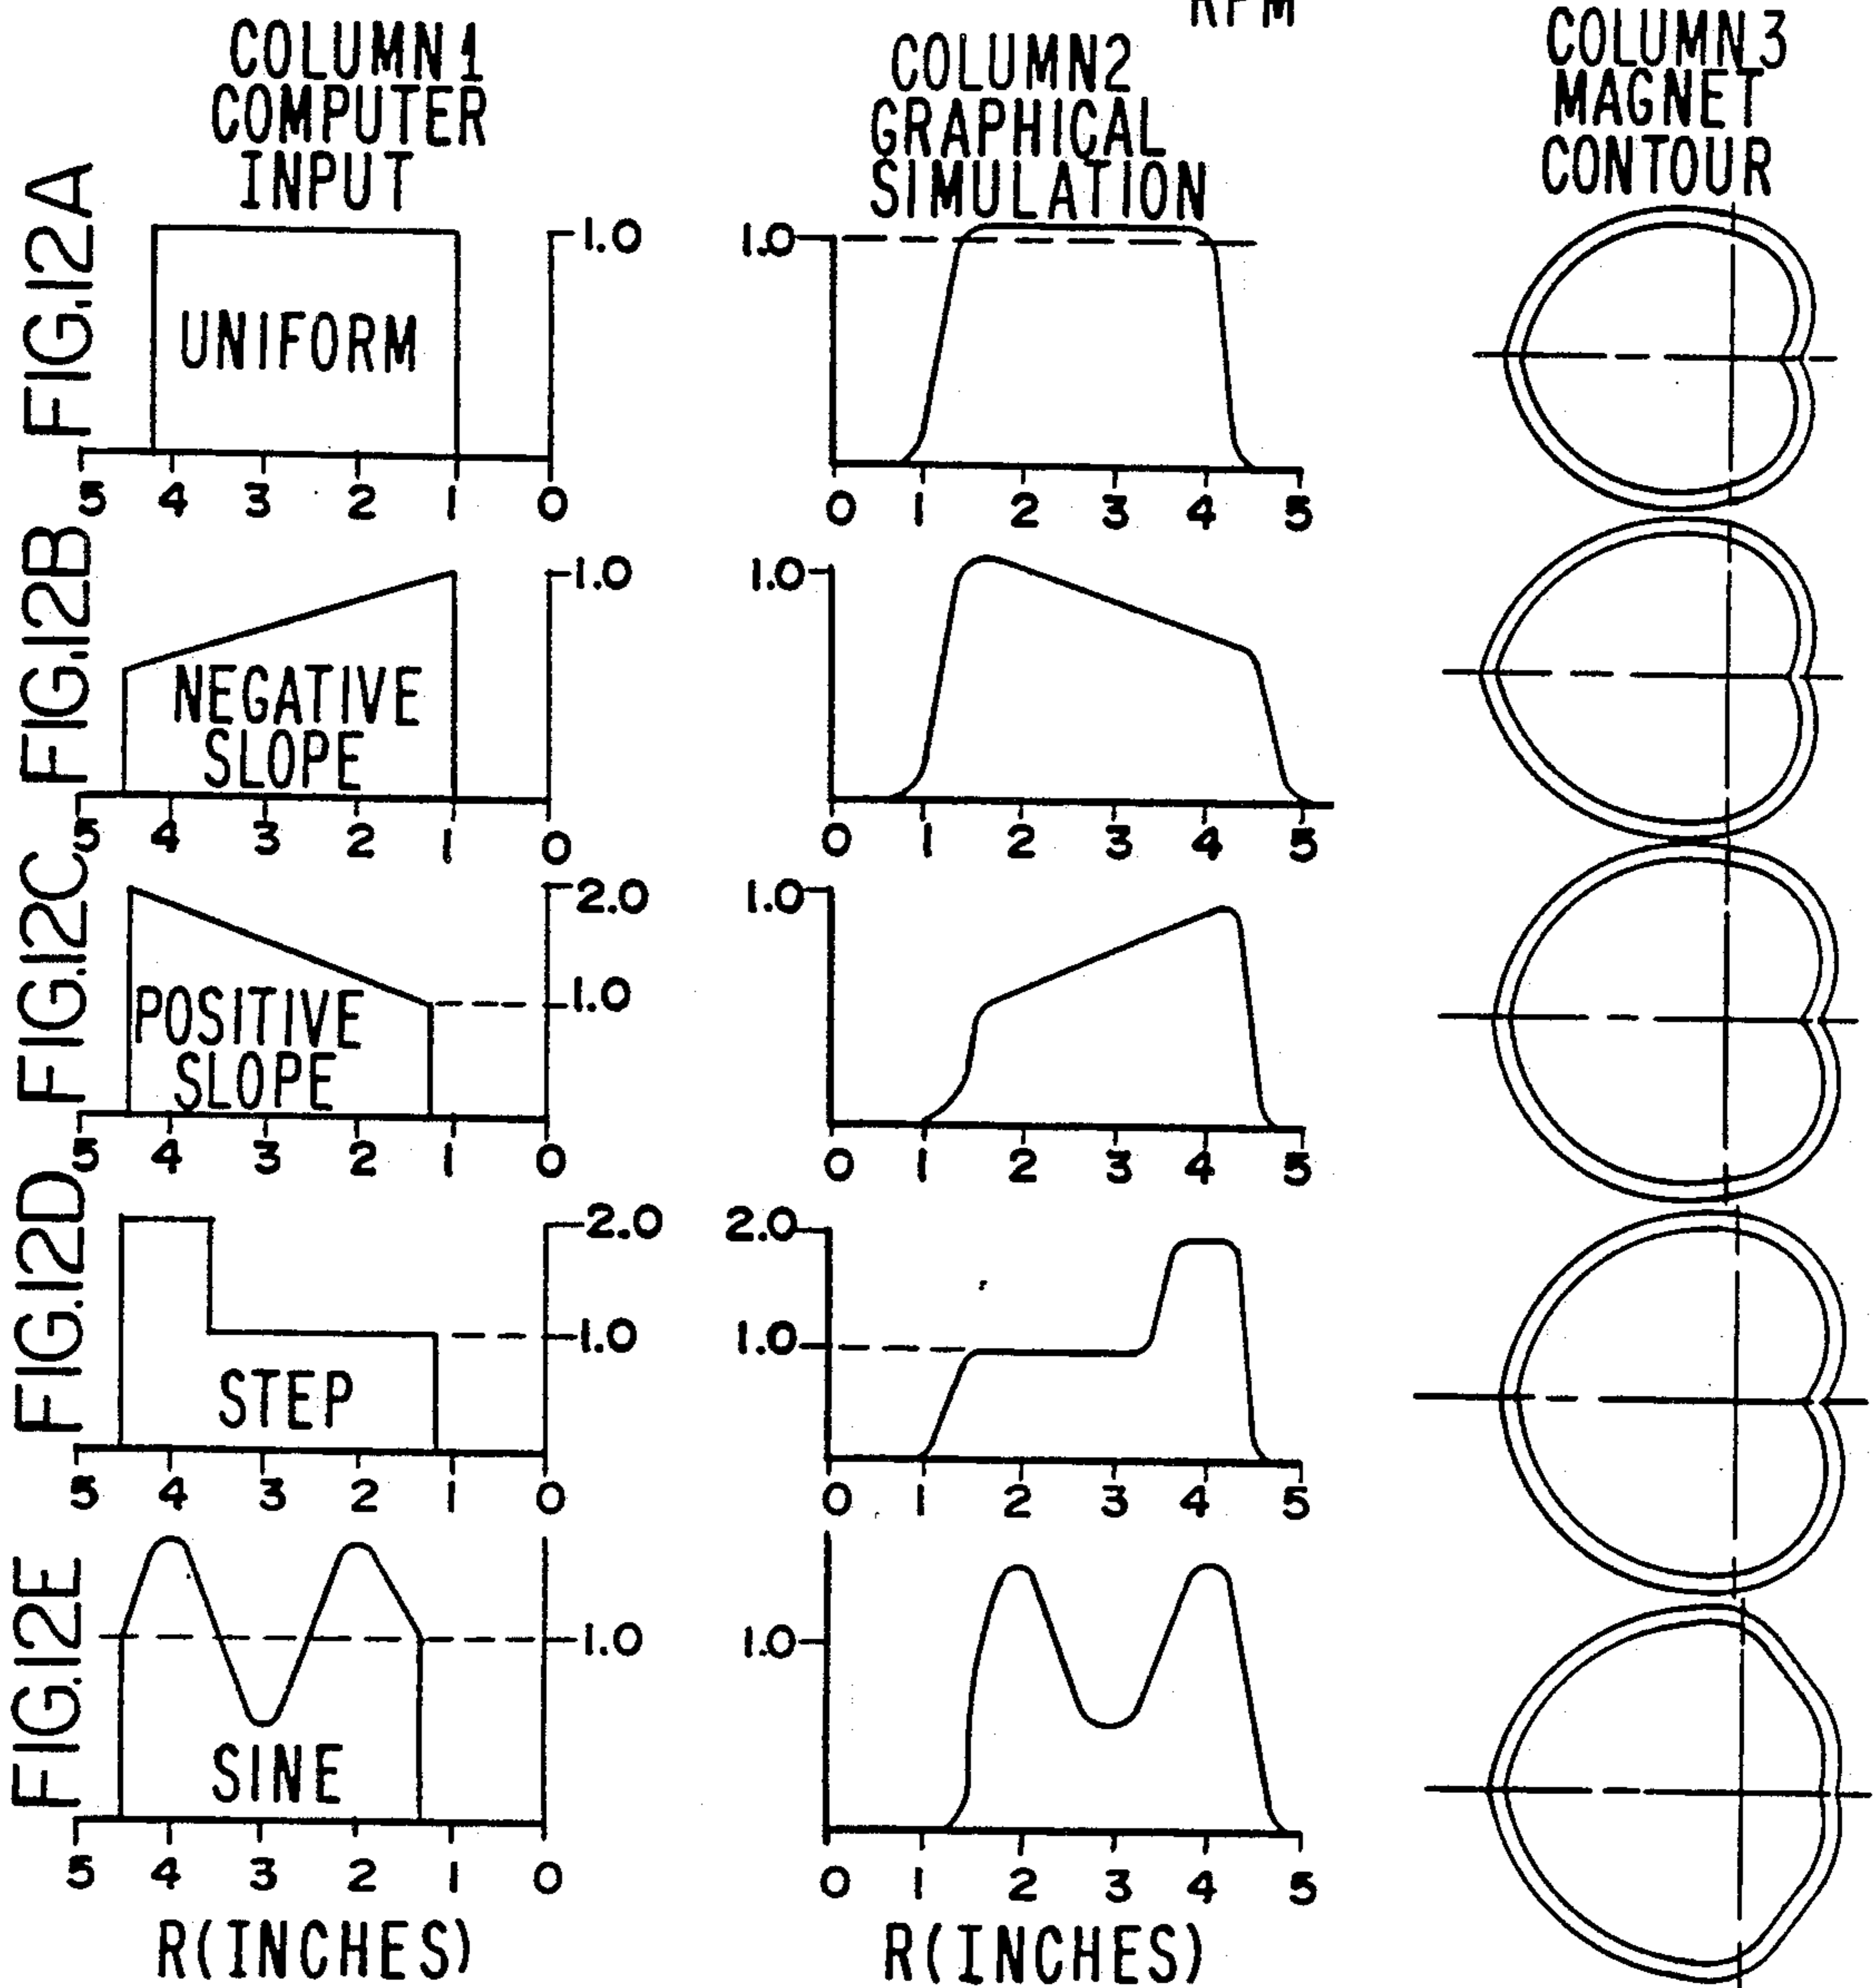 RPM
COLUMN 1
COMPUTER
INPUT
COLUMN 2
GRAPHICAL
SIMULATION
COLUMN 3
MAGNET
CONTOUR
FIG.12A
UNIFORM
1.0
5 4 3 2 1 0
1.0
0 1 2 3 4 5
FIG.12B
NEGATIVE
SLOPE
1.0
5 4 3 2 1 0
1.0
0 1 2 3 4 5
FIG.12C
POSITIVE
SLOPE
2.0
1.0
5 4 3 2 1 0
1.0
0 1 2 3 4 5
FIG.12D
STEP
2.0
1.0
5 4 3 2 1 0
2.0
1.0
0 1 2 3 4 5
FIG.12E
SINE
1.0
5 4 3 2 1 0
R(INCHES)
1.0
0 1 2 3 4 5
R(INCHES)